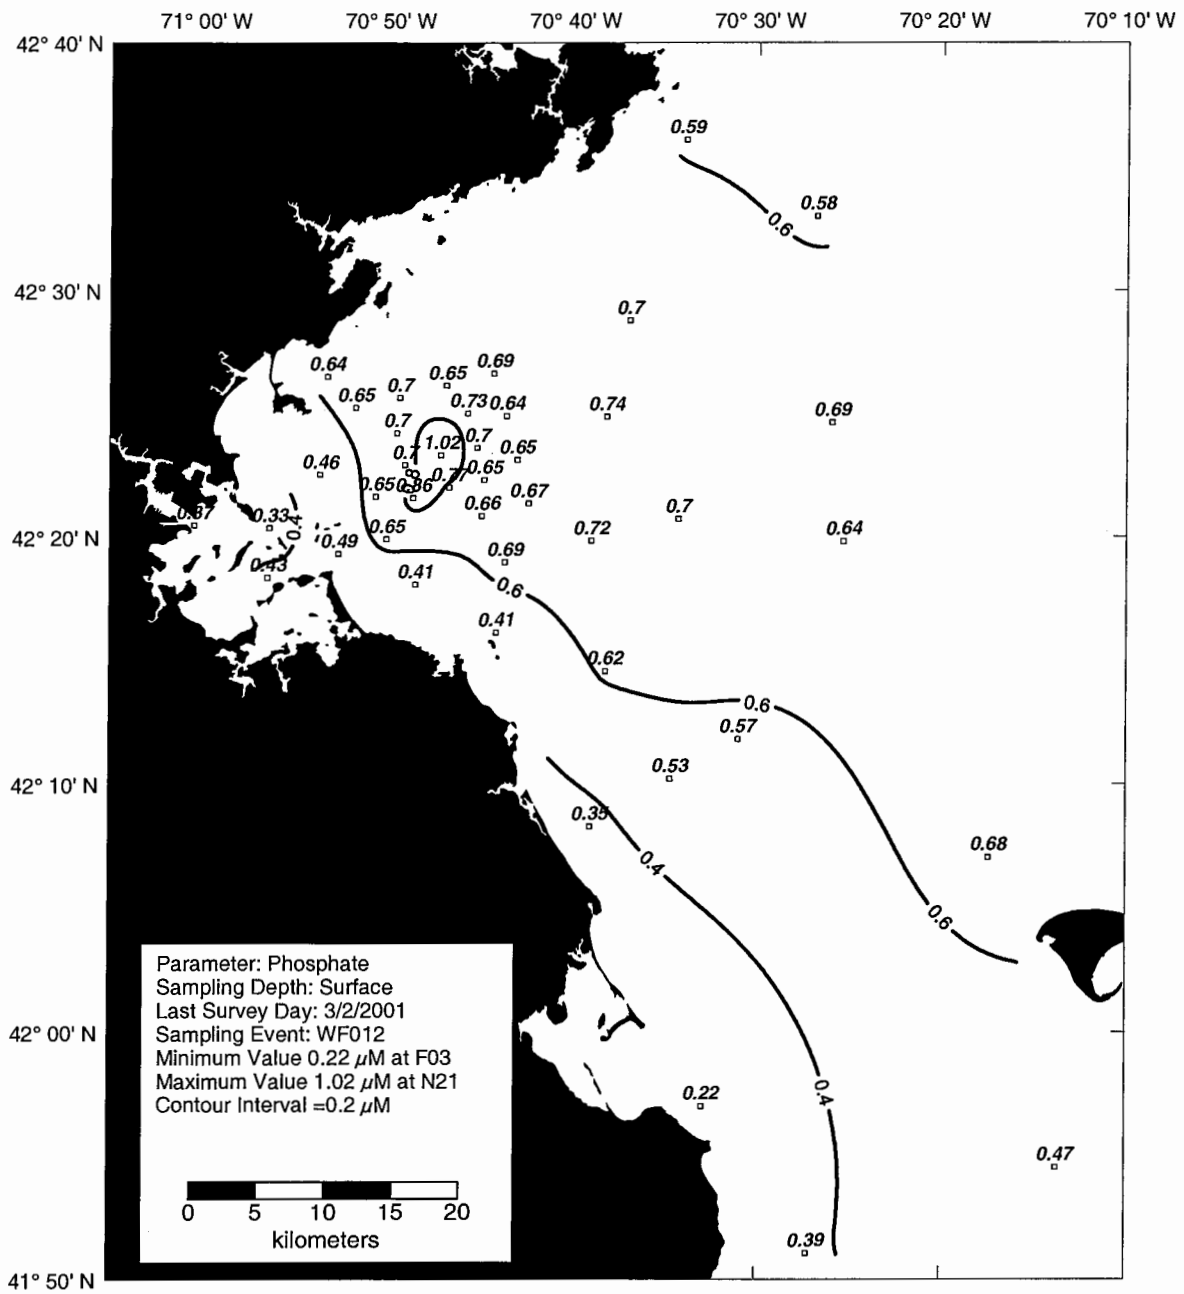 71° 00' W 70° 50' W 70° 40' W 70° 30' W 70° 20' W 70° 10' W
42° 40' N
0.59
0.58
0.6
42° 30' N
0.7
0.64 0.65 0.69
0.65 0.7 0.73 0.64 0.74 0.69
0.7 1.02 0.7
0.46 0.7 0.65
0.65 0.65
0.67
0.37 0.33 0.4 0.66 0.7
42° 20' N
0.49 0.65 0.72 0.64
0.43 0.41 0.69
0.6
0.41
0.62
0.6
0.57
0.53
42° 10' N
0.35
0.4
0.68
0.6
Parameter: Phosphate
Sampling Depth: Surface
Last Survey Day: 3/2/2001
Sampling Event: WF012
Minimum Value 0.22 µM at F03
Maximum Value 1.02 µM at N21
Contour Interval =0.2 µM
42° 00' N
0.4
0.22
0.47
0 5 10 15 20
kilometers
0.39
41° 50' N